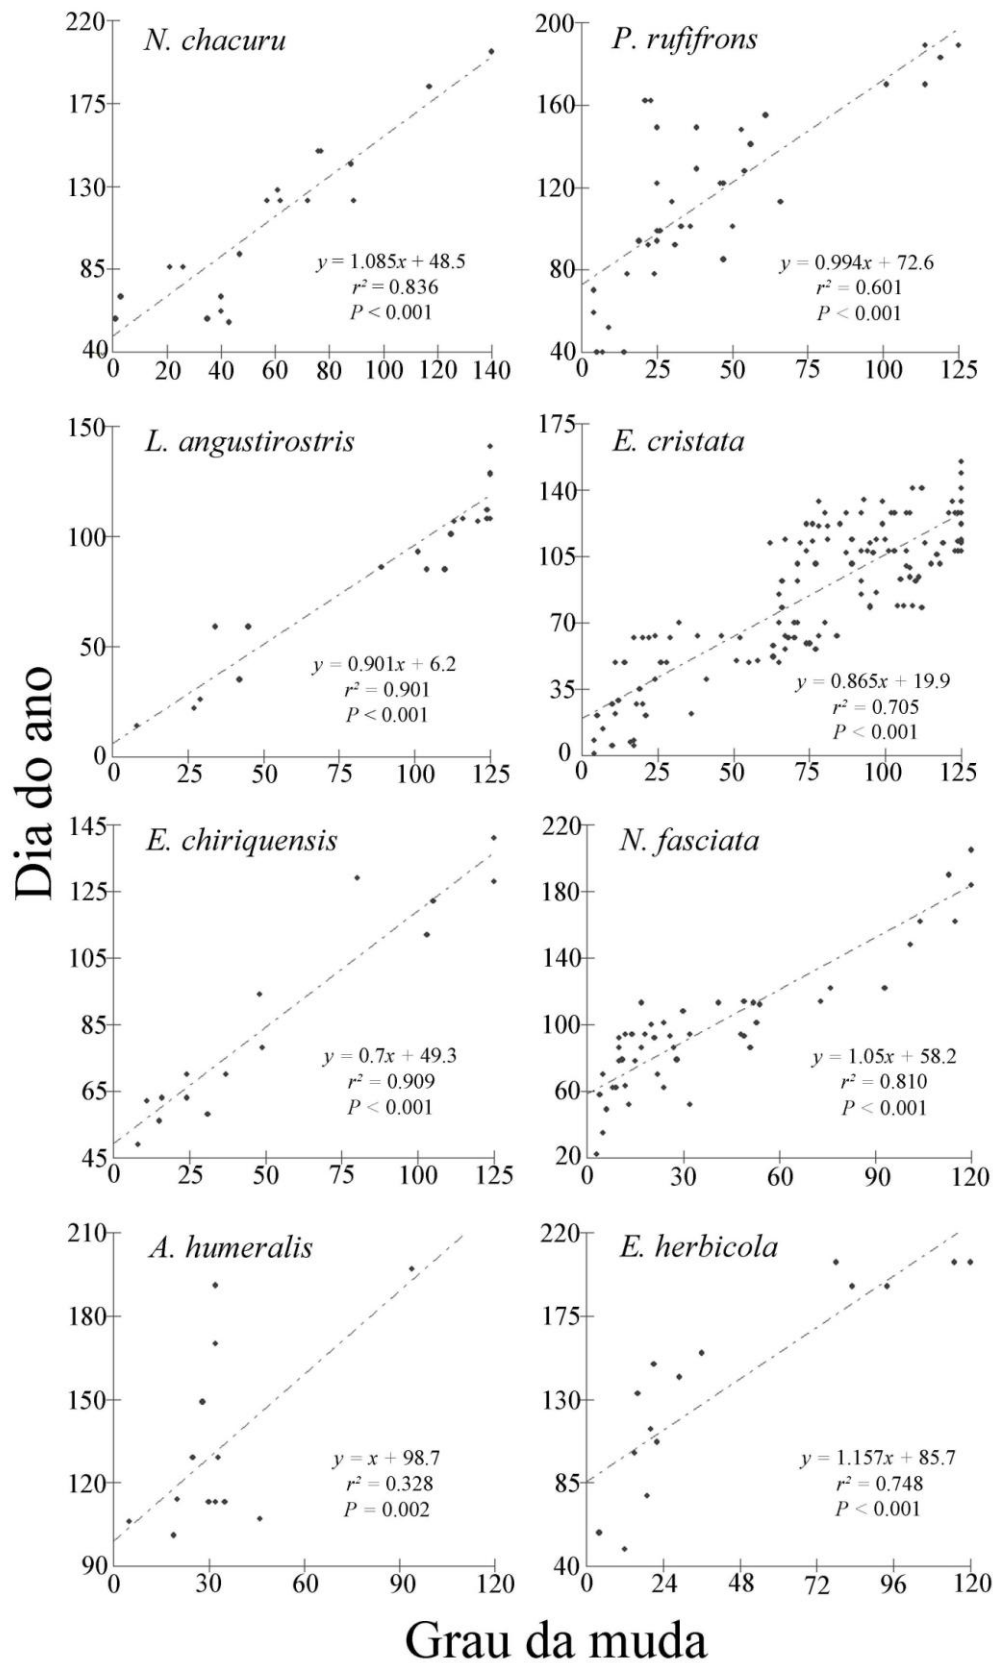 Dia do ano
N. chacuru
220
175
130
85
40
y = 1.085x + 48.5
r² = 0.836
P < 0.001
0 20 40 60 80 100 120 140
P. rufifrons
200
160
120
80
40
y = 0.994x + 72.6
r² = 0.601
P < 0.001
0 25 50 75 100 125
L. angustirostris
150
100
50
0
y = 0.901x + 6.2
r² = 0.901
P < 0.001
0 25 50 75 100 125
E. cristata
175
140
105
70
35
0
y = 0.865x + 19.9
r² = 0.705
P < 0.001
0 25 50 75 100 125
E. chiriquensis
145
125
105
85
65
45
y = 0.7x + 49.3
r² = 0.909
P < 0.001
0 25 50 75 100 125
N. fasciata
220
180
140
100
60
20
y = 1.05x + 58.2
r² = 0.810
P < 0.001
0 30 60 90 120
A. humeralis
210
180
150
120
90
y = x + 98.7
r² = 0.328
P = 0.002
0 30 60 90 120
E. herbicola
220
175
130
85
40
y = 1.157x + 85.7
r² = 0.748
P < 0.001
0 24 48 72 96 120
Grau da muda